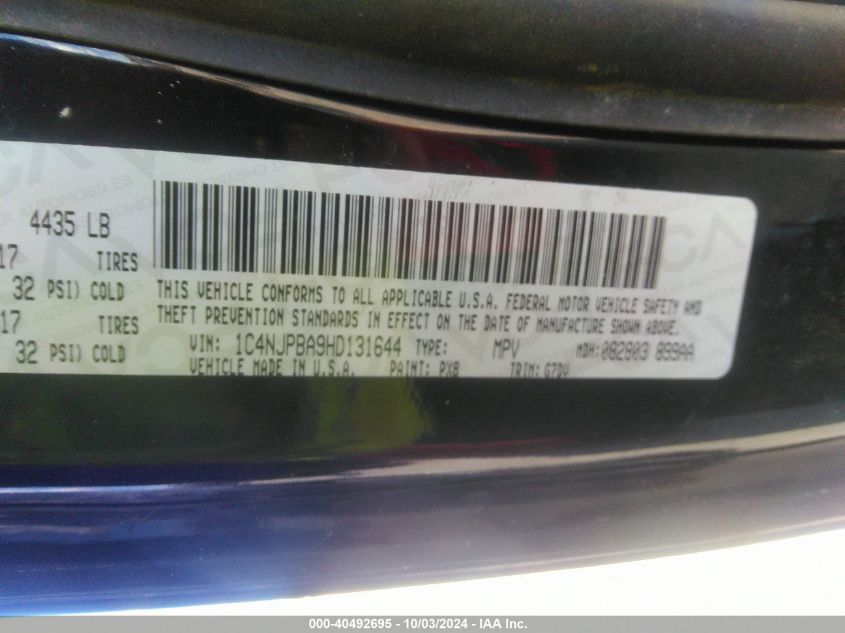 4435 LB
17 TIRES
32 PSI) COLD
17 TIRES
32 PSI) COLD
THIS VEHICLE CONFORMS TO ALL APPLICABLE U.S.A. FEDERAL MOTOR VEHICLE SAFETY AND
THEFT PREVENTION STANDARDS IN EFFECT ON THE DATE OF MANUFACTURE SHOWN ABOVE.
VIN: 1C4NJPBA9HD131644 TYPE: MPV MDH: 082803 899AA
VEHICLE MADE IN U.S.A. PAINT: PX8 TRIM: G7DV
000-40492695 - 10/03/2024 - IAA Inc.